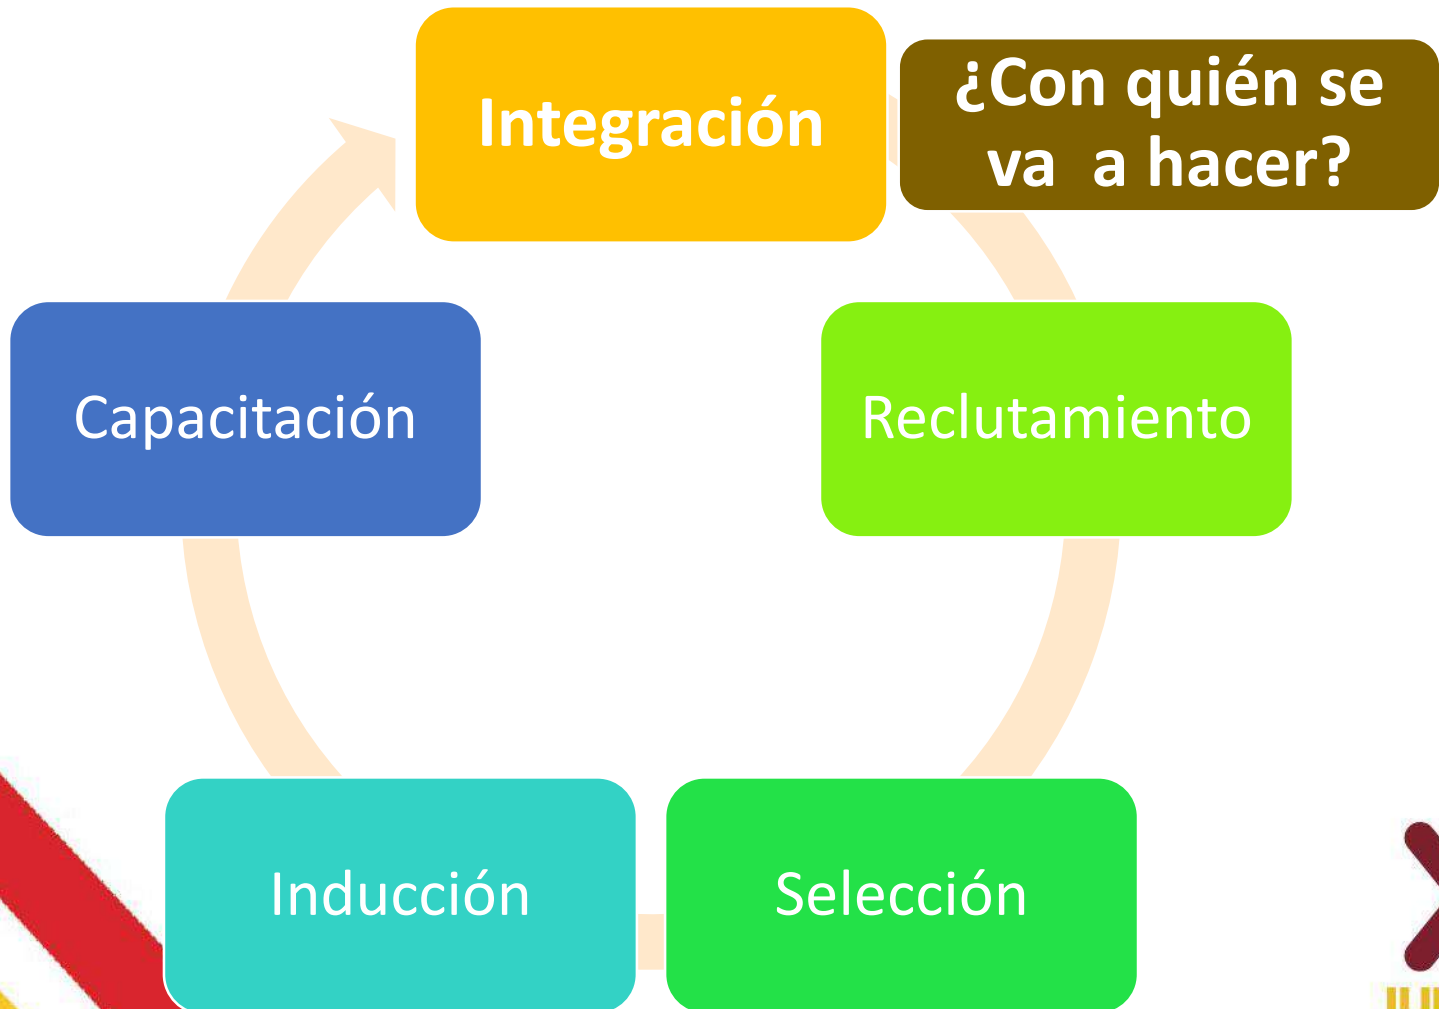 Integración
¿Con quién se
va a hacer?
Capacitación
Reclutamiento
Inducción
Selección